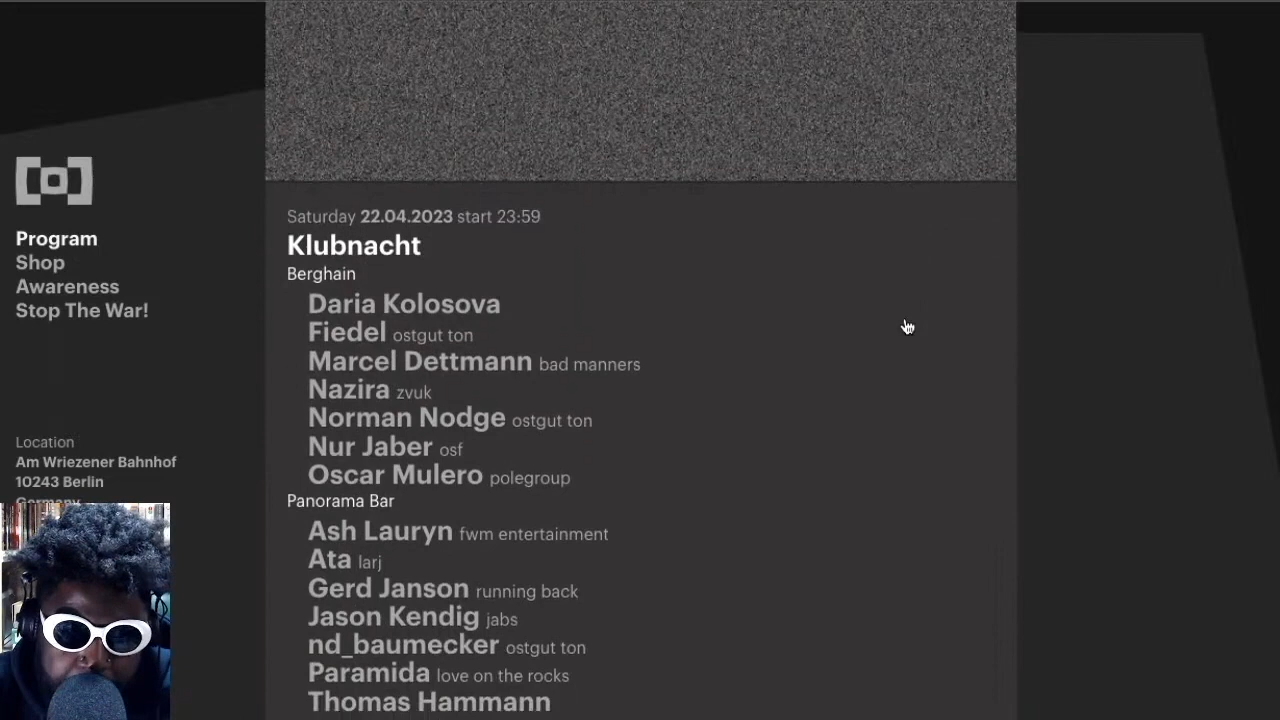 Saturday 22.04.2023 start 23:59
Klubnacht
Berghain
Daria Kolosova
Fiedel ostgut ton
Marcel Dettmann bad manners
Nazira zvuk
Norman Nodge ostgut ton
Nur Jaber osf
Oscar Mulero polegroup
Panorama Bar
Ash Lauryn fwm entertainment
Ata larj
Gerd Janson running back
Jason Kendig jabs
nd_baumecker ostgut ton
Paramida love on the rocks
Thomas Hammann
Program
Shop
Awareness
Stop The War!
Location
Am Wriezener Bahnhof
10243 Berlin
Germany